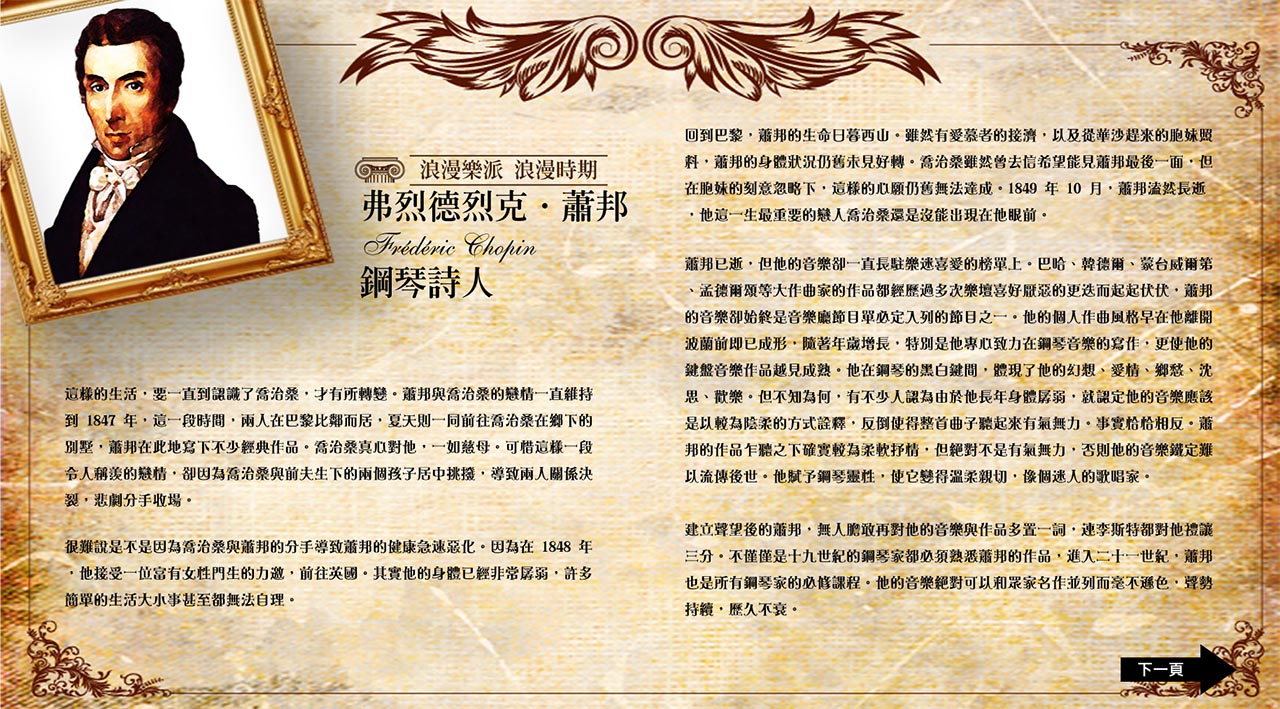 浪漫樂派 浪漫時期
弗烈德烈克．蕭邦
Frédéric Chopin
鋼琴詩人
這樣的生活，要一直到認識了喬治桑，才有所轉變。蕭邦與喬治桑的戀情一直維持
到 1847 年，這一段時間，兩人在巴黎比鄰而居，夏天則一同前往喬治桑在鄉下的
別墅，蕭邦在此地寫下不少經典作品。喬治桑真心對他，一如慈母。可惜這樣一段
令人稱羨的戀情，卻因為喬治桑與前夫生下的兩個孩子居中挑撥，導致兩人關係決
裂，悲劇分手收場。
很難說是不是因為喬治桑與蕭邦的分手導致蕭邦的健康急速惡化。因為在 1848 年
，他接受一位富有女性門生的力邀，前往英國。其實他的身體已經非常孱弱，許多
簡單的生活大小事甚至都無法自理。
回到巴黎，蕭邦的生命日暮西山。雖然有愛慕者的接濟，以及從華沙趕來的胞妹照
料，蕭邦的身體狀況仍舊未見好轉。喬治桑雖然曾去信希望能見蕭邦最後一面，但
在胞妹的刻意忽略下，這樣的心願仍舊無法達成。1849 年 10 月，蕭邦溘然長逝
，他這一生最重要的戀人喬治桑還是沒能出現在他眼前。
蕭邦已逝，但他的音樂卻一直長駐樂迷喜愛的榜單上。巴哈、韓德爾、蒙台威爾第
、孟德爾頌等大作曲家的作品都經歷過多次樂壇喜好厭惡的更迭而起起伏伏，蕭邦
的音樂卻始終是音樂廳節目單必定入列的節目之一。他的個人作曲風格早在他離開
波蘭前即已成形，隨著年歲增長，特別是他專心致力在鋼琴音樂的寫作，更使他的
鍵盤音樂作品越見成熟。他在鋼琴的黑白鍵間，體現了他的幻想、愛情、鄉愁、沈
思、歡樂。但不知為何，有不少人認為由於他長年身體孱弱，就認定他的音樂應該
是以較為陰柔的方式詮釋，反倒使得整首曲子聽起來有氣無力。事實恰恰相反。蕭
邦的作品乍聽之下確實較為柔軟抒情，但絕對不是有氣無力，否則他的音樂鐵定難
以流傳後世。他賦予鋼琴靈性，使它變得溫柔親切，像個迷人的歌唱家。
建立聲望後的蕭邦，無人膽敢再對他的音樂與作品多置一詞，連李斯特都對他禮讓
三分。不僅僅是十九世紀的鋼琴家都必須熟悉蕭邦的作品，進入二十一世紀，蕭邦
也是所有鋼琴家的必修課程。他的音樂絕對可以和眾家名作並列而毫不遜色，聲勢
持續，歷久不衰。
下一頁